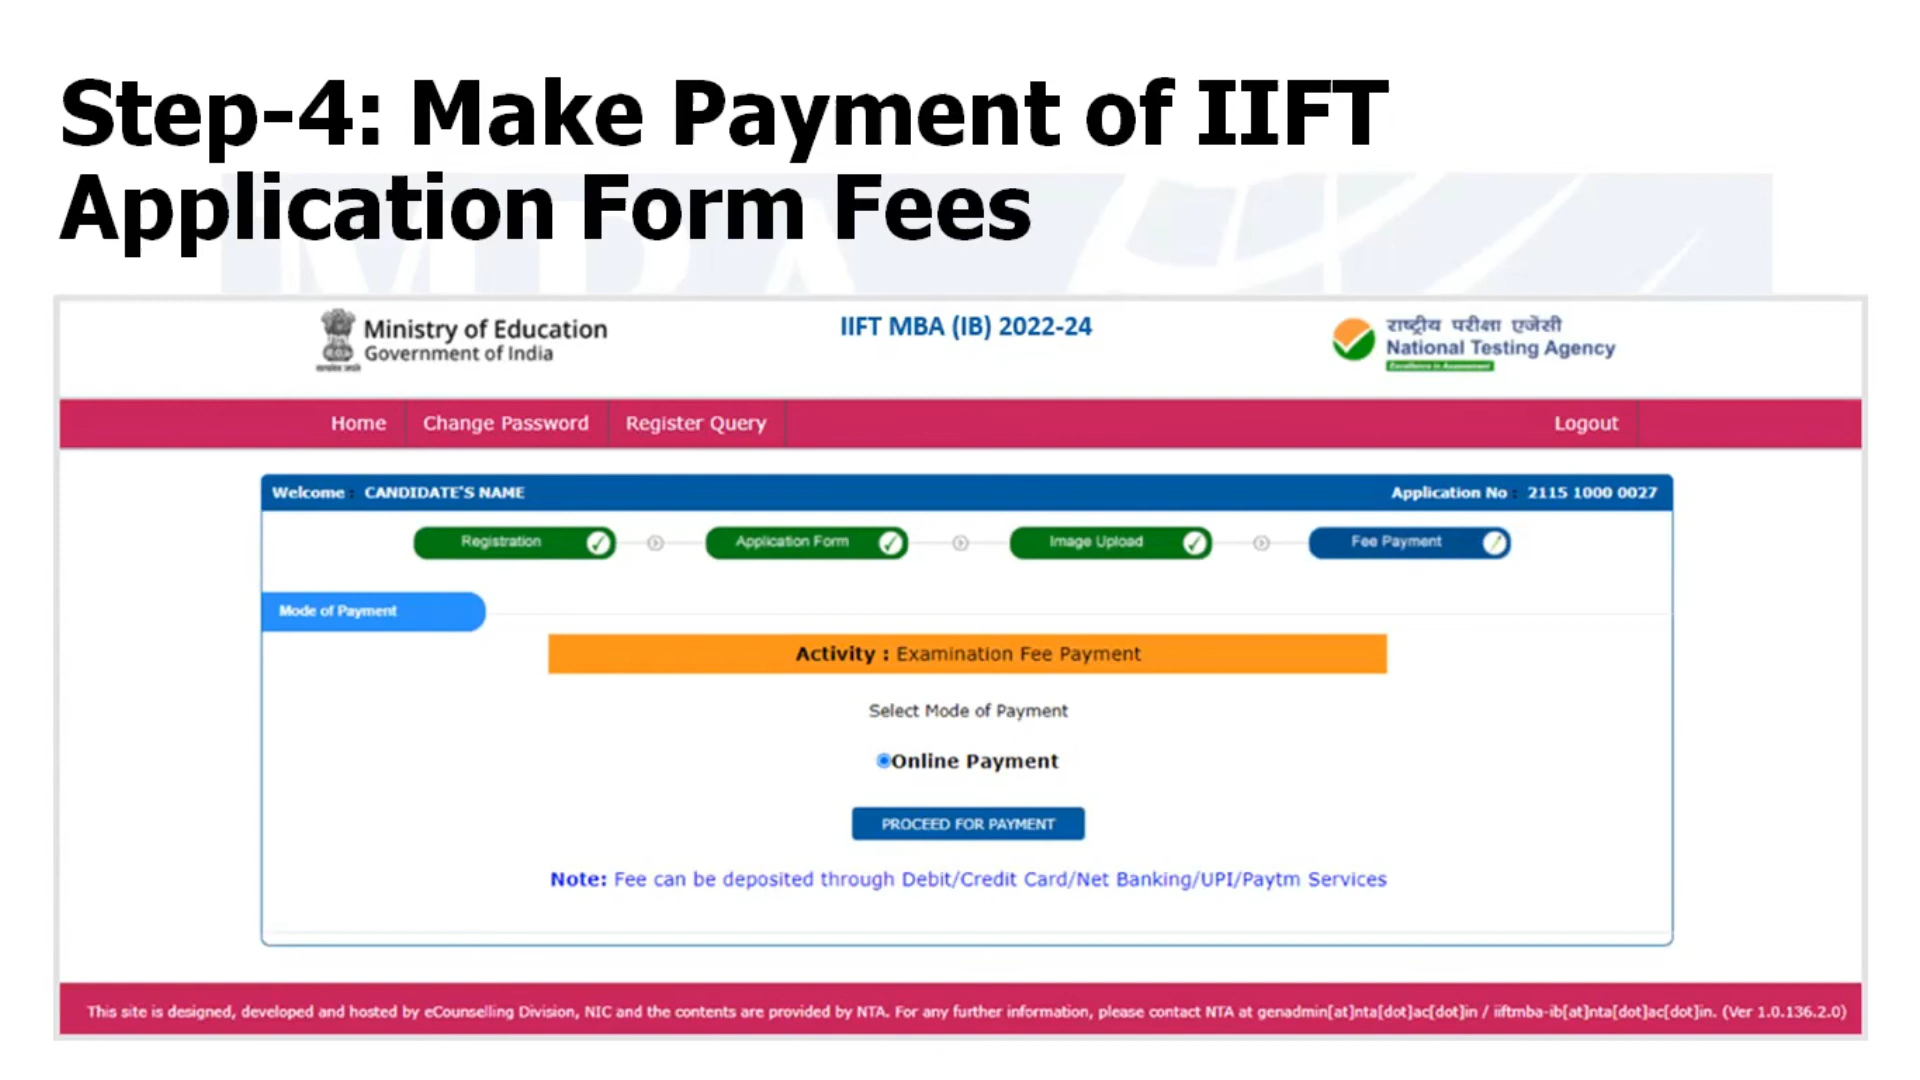 Step-4: Make Payment of IIFT
Application Form Fees
Ministry of Education
Government of India
सत्यमेव जयते
IIFT MBA (IB) 2022-24
राष्ट्रीय परीक्षा एजेंसी
National Testing Agency
Excellence in Assessment
Home
Change Password
Register Query
Logout
Welcome : CANDIDATE'S NAME
Application No : 2115 1000 0027
Registration
Application Form
Image Upload
Fee Payment
Mode of Payment
Activity : Examination Fee Payment
Select Mode of Payment
Online Payment
PROCEED FOR PAYMENT
Note: Fee can be deposited through Debit/Credit Card/Net Banking/UPI/Paytm Services
This site is designed, developed and hosted by eCounselling Division, NIC and the contents are provided by NTA. For any further information, please contact NTA at genadmin[at]nta[dot]ac[dot]in / iiftmba-ib[at]nta[dot]ac[dot]in. (Ver 1.0.136.2.0)